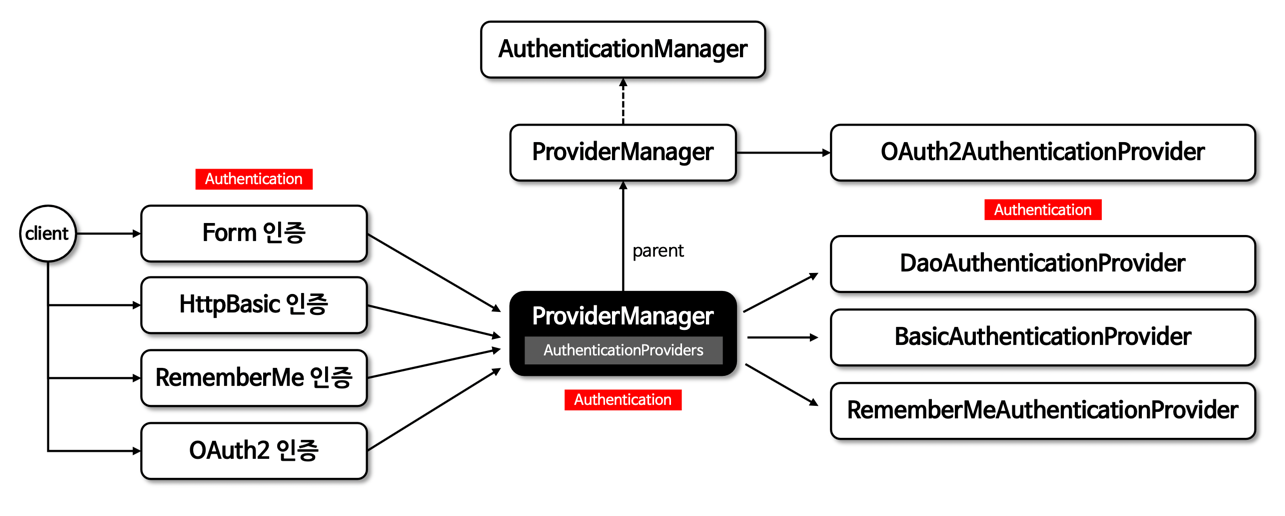 AuthenticationManager
ProviderManager
OAuth2AuthenticationProvider
Authentication
client
Form 인증
HttpBasic 인증
RememberMe 인증
OAuth2 인증
parent
ProviderManager
AuthenticationProviders
Authentication
Authentication
DaoAuthenticationProvider
BasicAuthenticationProvider
RememberMeAuthenticationProvider